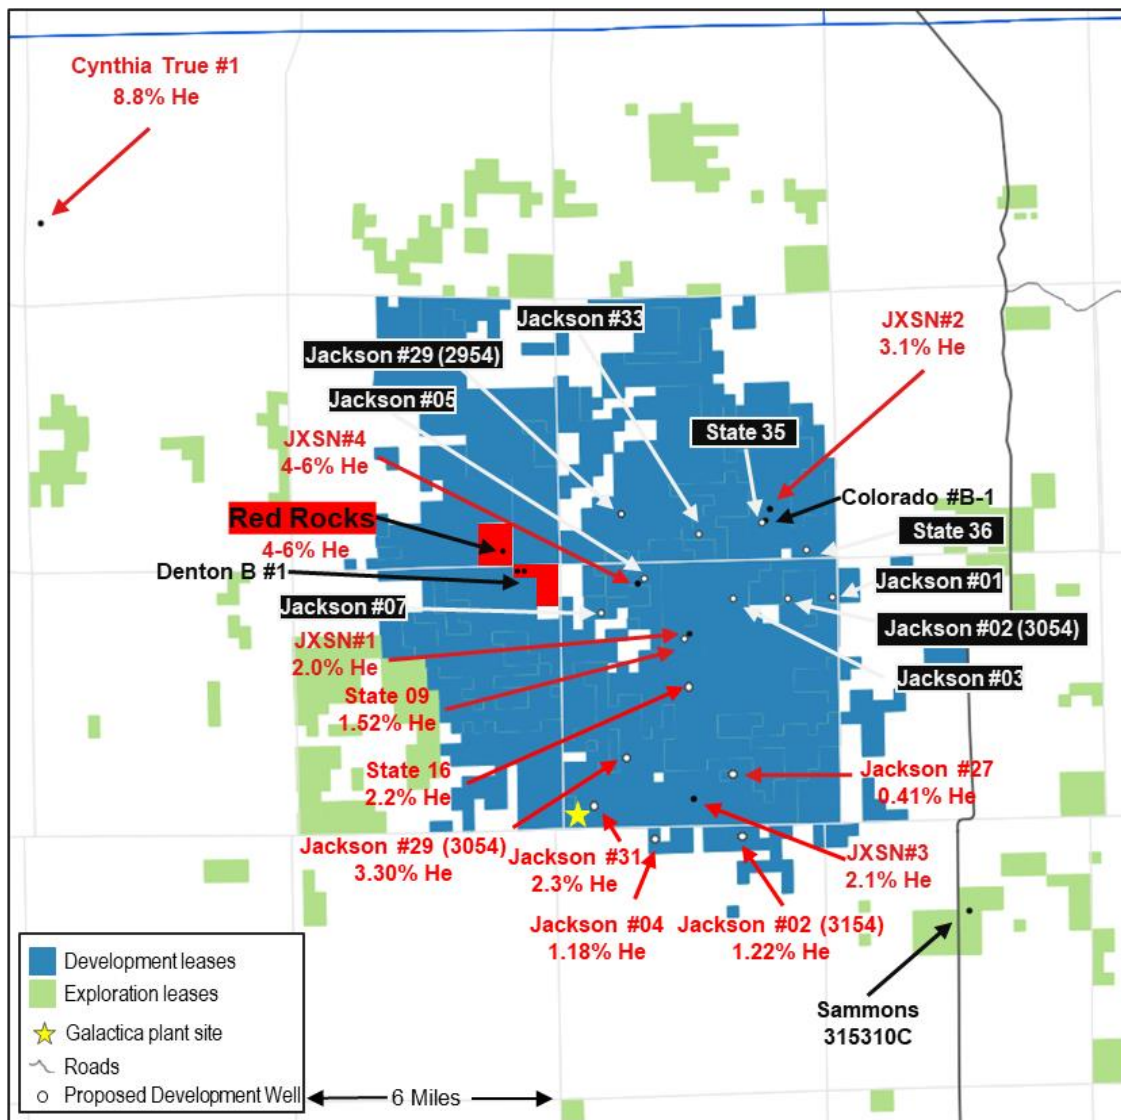 Cynthia True #1
8.8% He
Jackson #33
JXSN#2
3.1% He
Jackson #29 (2954)
Jackson #05
State 35
JXSN#4
4-6% He
Colorado #B-1
Red Rocks
4-6% He
State 36
Denton B #1
Jackson #01
Jackson #07
Jackson #02 (3054)
JXSN#1
2.0% He
Jackson #03
State 09
1.52% He
State 16
2.2% He
Jackson #27
0.41% He
Jackson #29 (3054)
3.30% He
Jackson #31
2.3% He
JXSN#3
2.1% He
Jackson #04
1.18% He
Jackson #02 (3154)
1.22% He
Sammons
315310C
Development leases
Exploration leases
Galactica plant site
Roads
Proposed Development Well
6 Miles